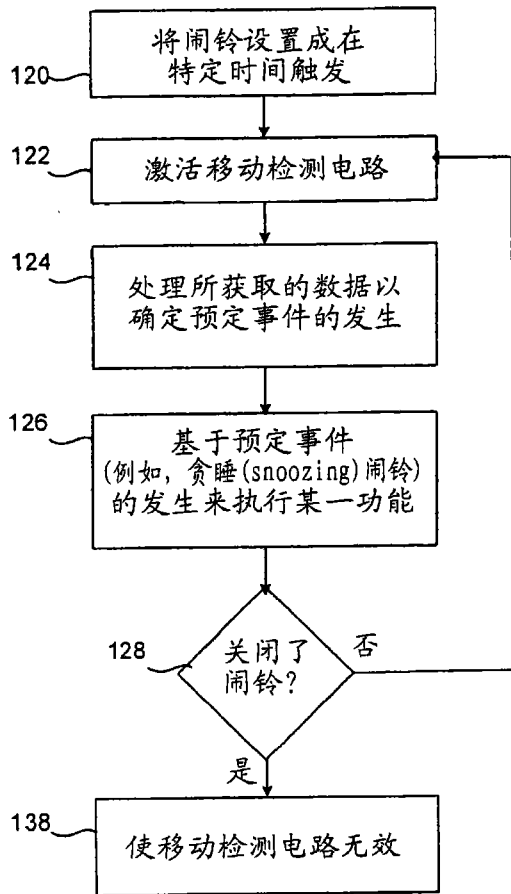 将闹铃设置成在
特定时间触发
120
122
激活移动检测电路
124
处理所获取的数据以
确定预定事件的发生
126
基于预定事件
(例如, 贪睡(snoozing)闹铃)
的发生来执行某一功能
128
关闭了
闹铃?
否
是
138
使移动检测电路无效